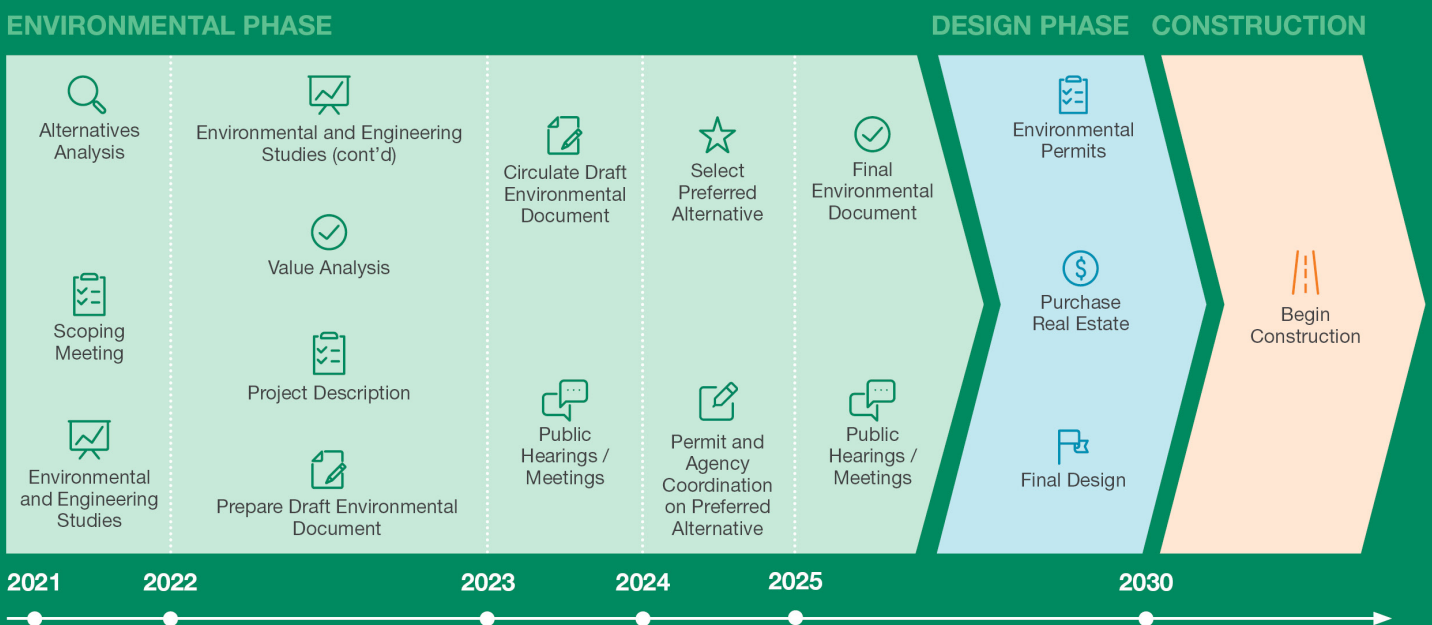 ENVIRONMENTAL PHASE
DESIGN PHASE
CONSTRUCTION
Alternatives
Analysis
Scoping
Meeting
Environmental
and Engineering
Studies
Environmental and Engineering
Studies (cont’d)
Value Analysis
Project Description
Prepare Draft Environmental
Document
Circulate Draft
Environmental
Document
Public
Hearings /
Meetings
Select
Preferred
Alternative
Permit and
Agency
Coordination
on Preferred
Alternative
Final
Environmental
Document
Public
Hearings /
Meetings
Environmental
Permits
$
Purchase
Real Estate
Final Design
Begin
Construction
2021
2022
2023
2024
2025
2030